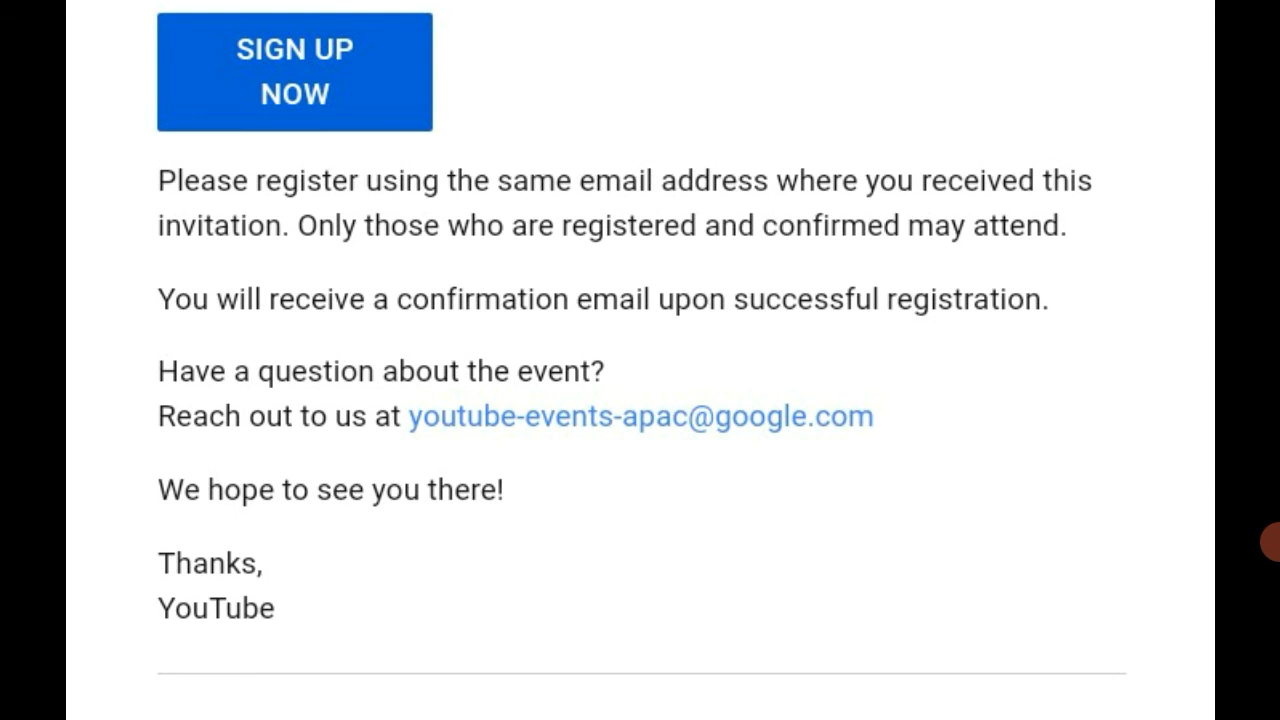 SIGN UP
NOW
Please register using the same email address where you received this
invitation. Only those who are registered and confirmed may attend.
You will receive a confirmation email upon successful registration.
Have a question about the event?
Reach out to us at youtube-events-apac@google.com
We hope to see you there!
Thanks,
YouTube